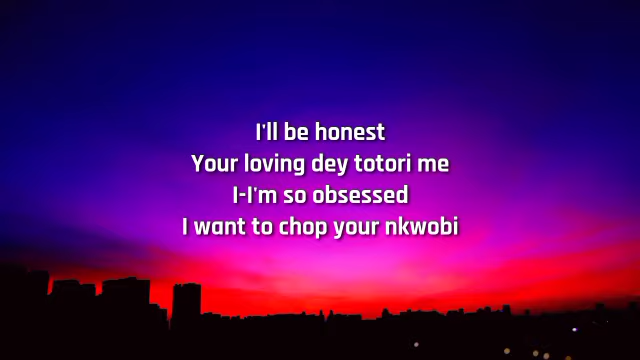 I'll be honest
Your loving dey totori me
I-I'm so obsessed
I want to chop your nkwobi